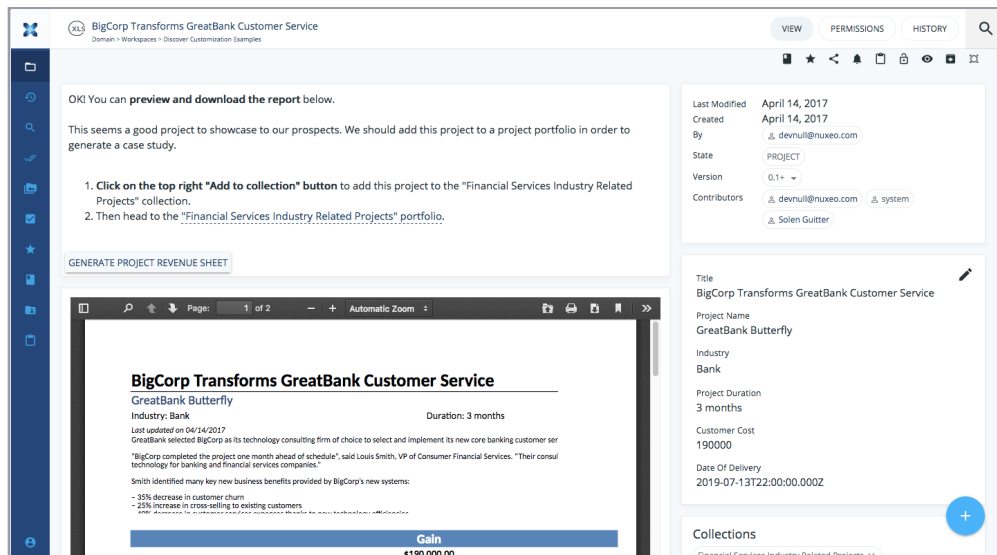 XLS
BigCorp Transforms GreatBank Customer Service
Domain > Workspaces > Discover Customization Examples
VIEW
PERMISSIONS
HISTORY
OK! You can preview and download the report below.
This seems a good project to showcase to our prospects. We should add this project to a project portfolio in order to
generate a case study.
1. Click on the top right "Add to collection" button to add this project to the "Financial Services Industry Related
Projects" collection.
2. Then head to the "Financial Services Industry Related Projects" portfolio.
GENERATE PROJECT REVENUE SHEET
Page: 1 of 2
Automatic Zoom
BigCorp Transforms GreatBank Customer Service
GreatBank Butterfly
Industry: Bank
Duration: 3 months
Last updated on 04/14/2017
GreatBank selected BigCorp as its technology consulting firm of choice to select and implement its new core banking customer ser
"BigCorp completed the project one month ahead of schedule", said Louis Smith, VP of Consumer Financial Services. "Their consul
technology for banking and financial services companies."
Smith identified many key new business benefits provided by BigCorp's new systems:
- 35% decrease in customer churn
- 25% increase in cross-selling to existing customers
Gain
$190,000.00
Last Modified April 14, 2017
Created April 14, 2017
By devnull@nuxeo.com
State PROJECT
Version 0.1+
Contributors devnull@nuxeo.com system
Solen Guitter
Title
BigCorp Transforms GreatBank Customer Service
Project Name
GreatBank Butterfly
Industry
Bank
Project Duration
3 months
Customer Cost
190000
Date Of Delivery
2019-07-13T22:00:00.000Z
Collections
Financial Services Industry Related Projects